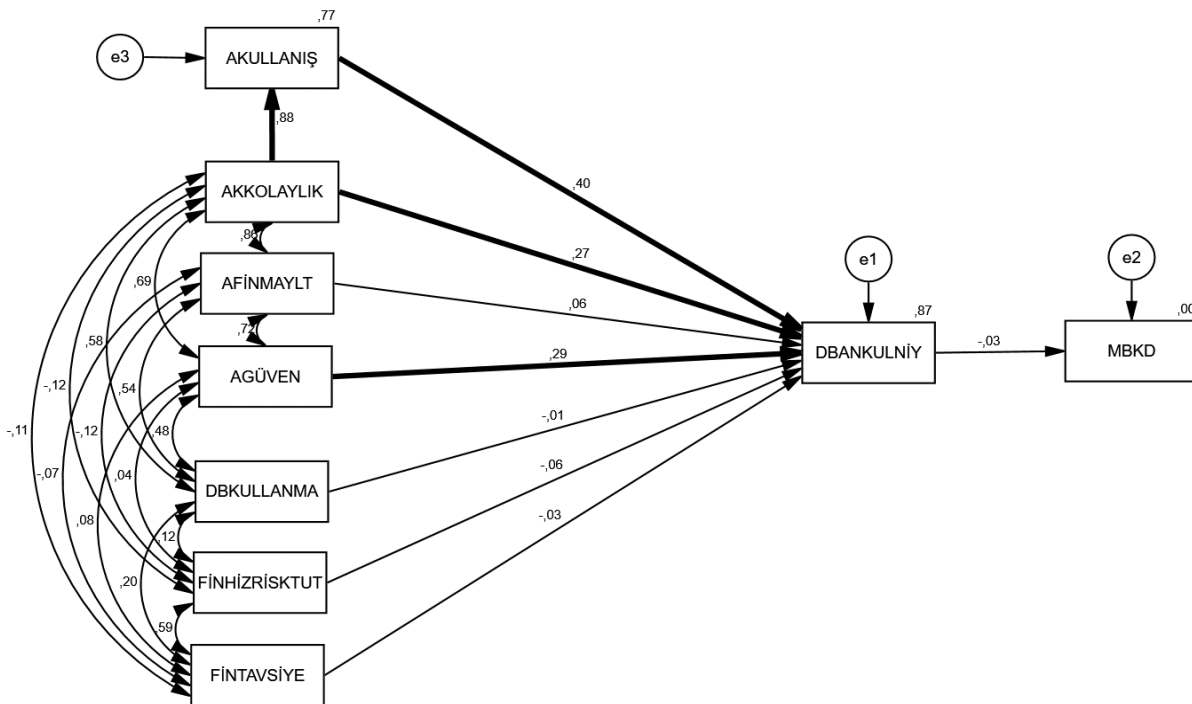 ,77
e3
AKULLANIŞ
,88
AKKOLAYLIK
,40
,86
,27
e1
e2
AFİNMAYLT
,69
,06
,87
,00
,72
DBANKULNİY
-,03
MBKD
,58
AGÜVEN
,29
-,12
,54
-,01
-,11
-,12
,48
-,06
-,07
,04
DBKULLANMA
-,03
,08
,12
,20
FİNHİZRİSKTUT
,59
FİNTAVSİYE